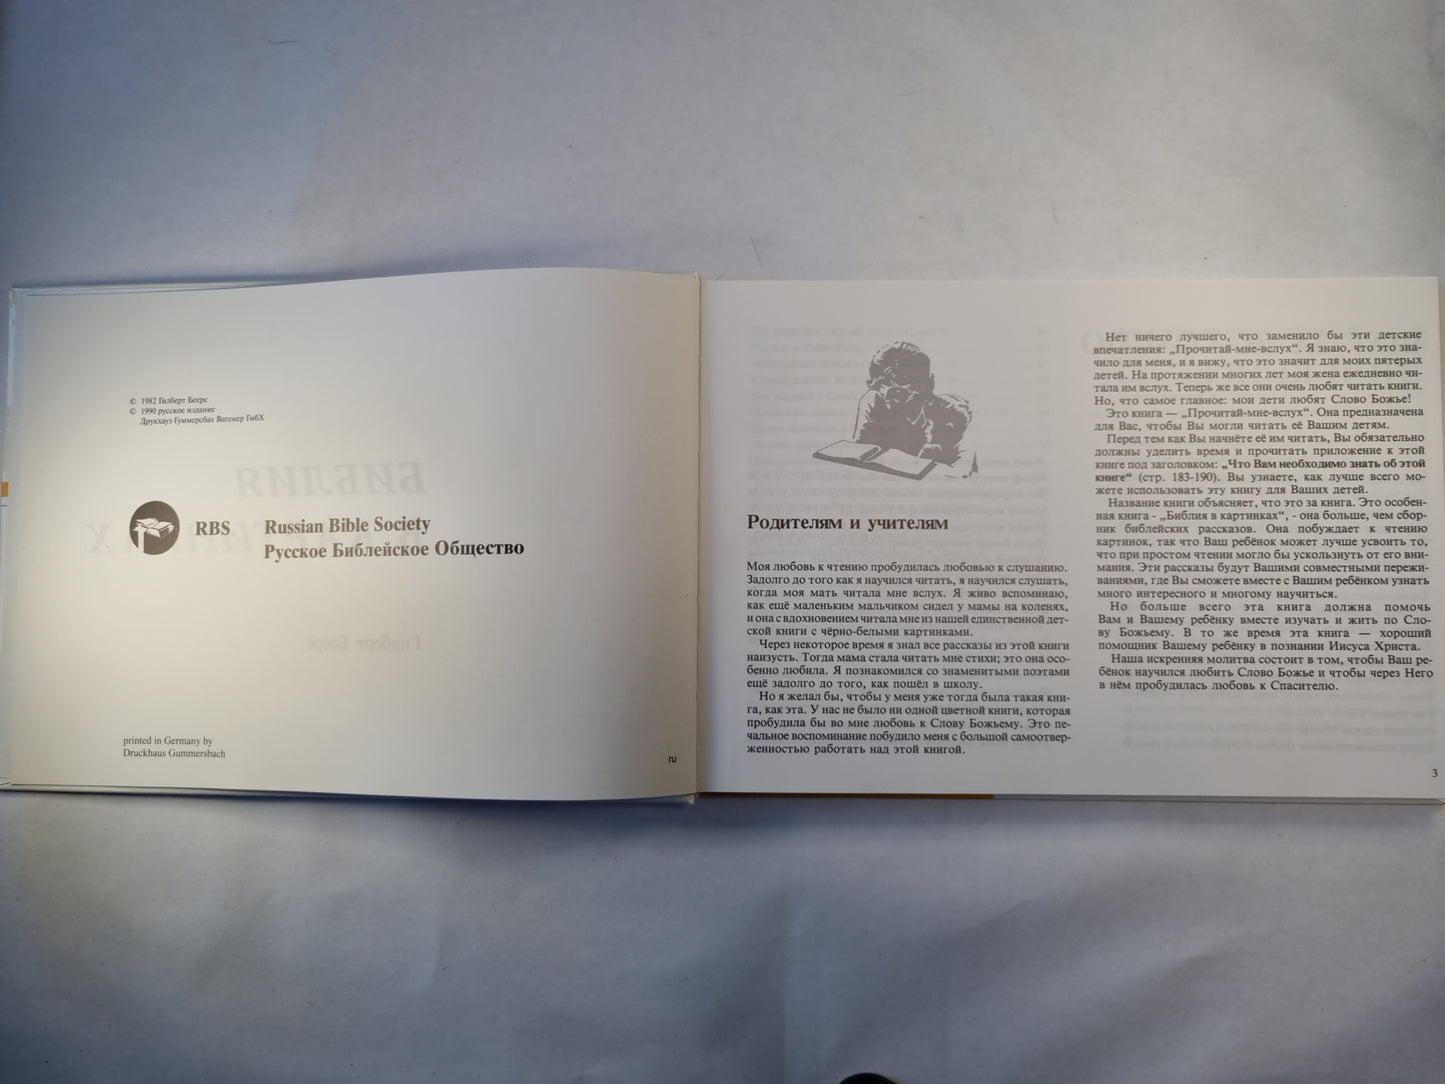 © 1982 Гилберт Беерс
© 1990 русское издание
Друкхауз Гуммерсбах Вагенер ГмбХ
RBS Russian Bible Society
Русское Библейское Общество
printed in Germany by
Druckhaus Gummersbach
ru
Родителям и учителям
Моя любовь к чтению пробудилась любовью к слушанию.
Задолго до того как я научился читать, я научился слушать,
когда моя мать читала мне вслух. Я живо вспоминаю,
как ещё маленьким мальчиком сидел у мамы на коленях,
и она с вдохновением читала мне из нашей единственной дет-
ской книги с чёрно-белыми картинками.
Через некоторое время я знал все рассказы из этой книги
наизусть. Тогда мама стала читать мне стихи; это она осо-
бенно любила. Я познакомился со знаменитыми поэтами
ещё задолго до того, как пошёл в школу.
Но я желал бы, чтобы у меня уже тогда была такая кни-
га, как эта. У нас не было ни одной цветной книги, которая
пробудила бы во мне любовь к Слову Божьему. Это пе-
чальное воспоминание побудило меня с большой самоотвер-
женностью работать над этой книгой.
Нет ничего лучшего, что заменило бы эти детские
впечатления: „Прочитай-мне-вслух“. Я знаю, что это зна-
чило для меня, и я вижу, что это значит для моих пятерых
детей. На протяжении многих лет моя жена ежедневно чи-
тала им вслух. Теперь же все они очень любят читать книги.
Но, что самое главное: мои дети любят Слово Божье!
Это книга — „Прочитай-мне-вслух“. Она предназначена
для Вас, чтобы Вы могли читать её Вашим детям.
Перед тем как Вы начнёте её им читать, Вы обязательно
должны уделить время и прочитать приложение к этой
книге под заголовком: „Что Вам необходимо знать об этой
книге“ (стр. 183-190). Вы узнаете, как лучше всего мо-
жете использовать эту книгу для Ваших детей.
Название книги объясняет, что это за книга. Это особен-
ная книга - „Библия в картинках“, - она больше, чем сбор-
ник библейских рассказов. Она побуждает к чтению
картинок, так что Ваш ребёнок может лучше усвоить то,
что при простом чтении могло бы ускользнуть от его вни-
мания. Эти рассказы будут Вашими совместными пережи-
ваниями, где Вы сможете вместе с Вашим ребёнком узнать
много интересного и многому научиться.
Но больше всего эта книга должна помочь
Вам и Вашему ребёнку вместе изучать и жить по Сло-
ву Божьему. В то же время эта книга — хороший
помощник Вашему ребёнку в познании Иисуса Христа.
Наша искренняя молитва состоит в том, чтобы Ваш ре-
бёнок научился любить Слово Божье и чтобы через Него
в нём пробудилась любовь к Спасителю.
3